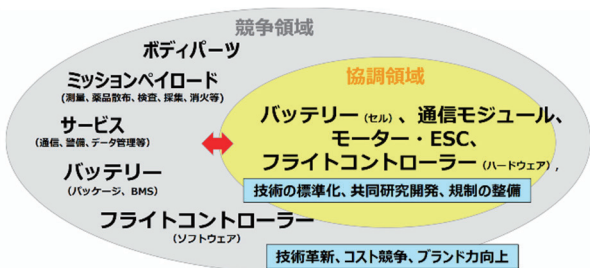 競争領域
ボディパーツ
ミッションペイロード
(測量、薬品散布、検査、採集、消火等)
サービス
(通信、警備、データ管理等)
バッテリー
(パッケージ、BMS)
フライトコントローラー
(ソフトウェア)
協調領域
バッテリー(セル)、通信モジュール、
モーター・ESC、
フライトコントローラー(ハードウェア),
技術の標準化、共同研究開発、規制の整備
技術革新、コスト競争、ブランド力向上